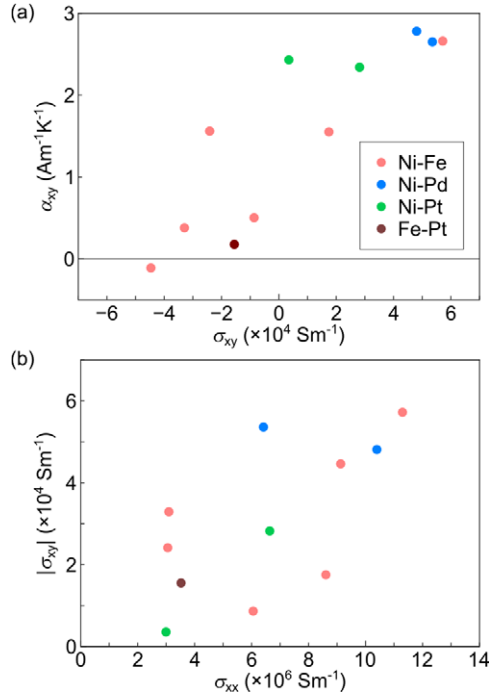 (a)
3
2
1
0
αxy (Am⁻¹K⁻¹)
Ni-Fe
Ni-Pd
Ni-Pt
Fe-Pt
−6 −4 −2 0 2 4 6
σxy (×10⁴ Sm⁻¹)
(b)
6
4
2
0
|σxy| (×10⁴ Sm⁻¹)
0 2 4 6 8 10 12 14
σxx (×10⁶ Sm⁻¹)